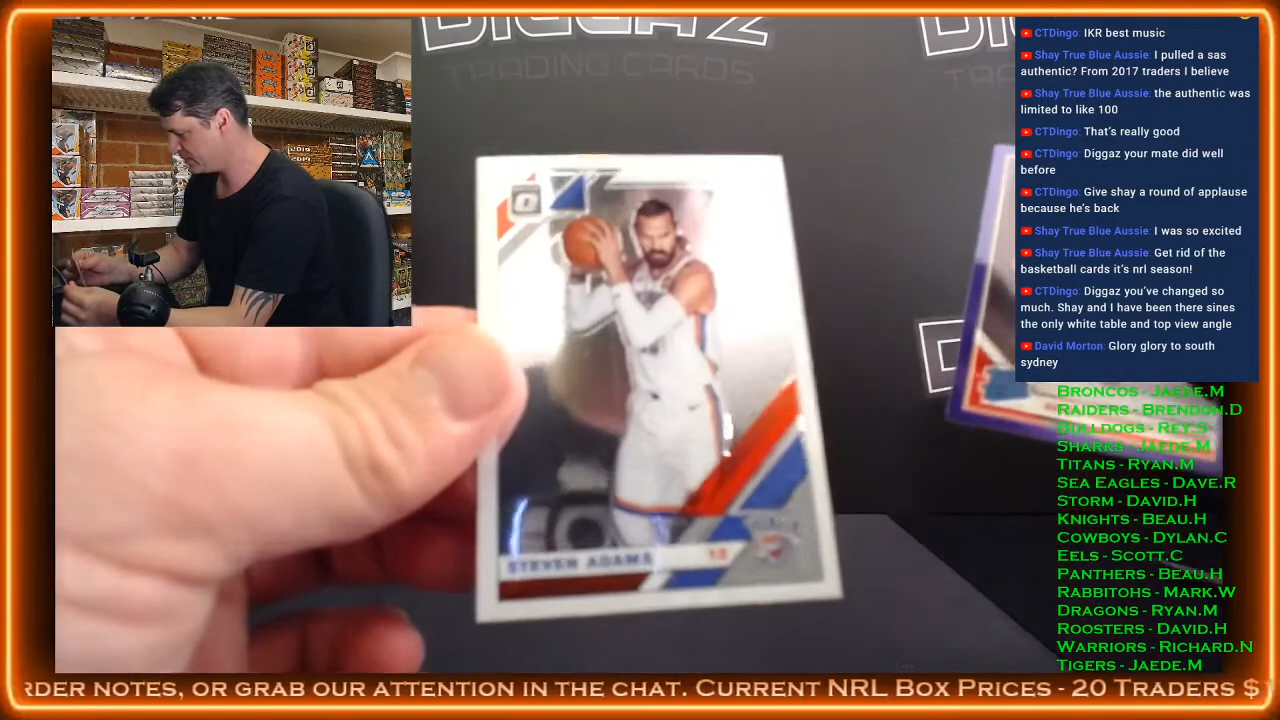 DIGGAZ
TRADING CARDS
2019
2019
STEVEN ADAMS
12
CTDingo: IKR best music
Shay True Blue Aussie: I pulled a sas
authentic? From 2017 traders I believe
Shay True Blue Aussie: the authentic was
limited to like 100
CTDingo: That's really good
CTDingo: Diggaz your mate did well
before
CTDingo: Give shay a round of applause
because he's back
Shay True Blue Aussie: I was so excited
Shay True Blue Aussie: Get rid of the
basketball cards it's nrl season!
CTDingo: Diggaz you've changed so
much. Shay and I have been there sines
the only white table and top view angle
David Morton: Glory glory to south
sydney
BRONCOS - JAEDE.M
RAIDERS - BRENDON.D
BULLDOGS - REY.S
SHARKS - JAEDE.M
TITANS - RYAN.M
SEA EAGLES - DAVE.R
STORM - DAVID.H
KNIGHTS - BEAU.H
COWBOYS - DYLAN.C
EELS - SCOTT.C
PANTHERS - BEAU.H
RABBITOHS - MARK.W
DRAGONS - RYAN.M
ROOSTERS - DAVID.H
WARRIORS - RICHARD.N
TIGERS - JAEDE.M
RDER NOTES, OR GRAB OUR ATTENTION IN THE CHAT. CURRENT NRL BOX PRICES - 20 TRADERS $